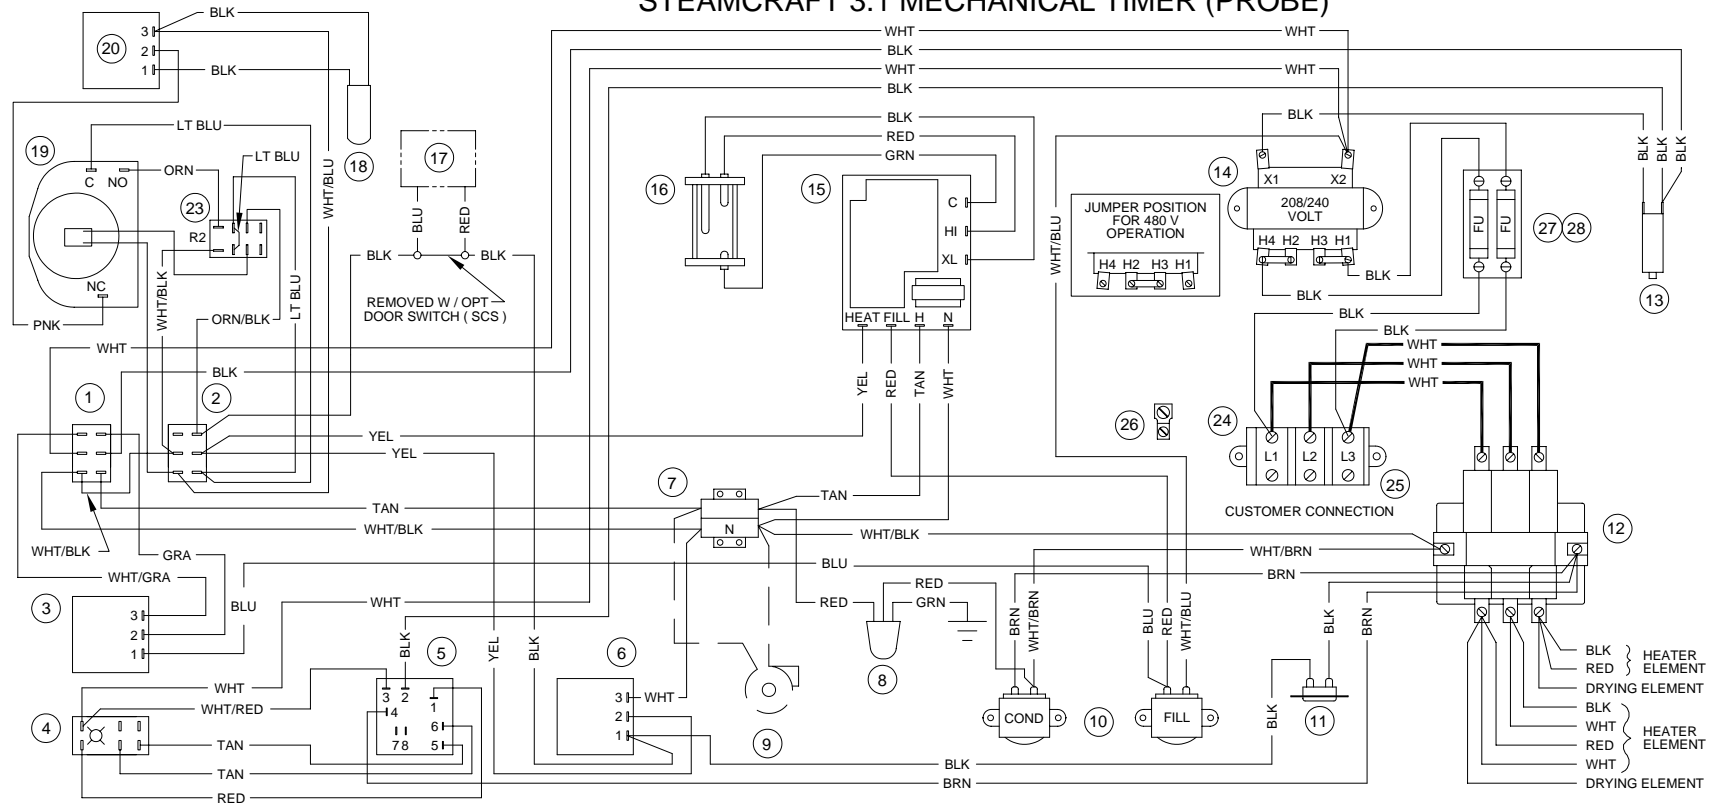 STEAMCRAFT 3.1 MECHANICAL TIMER (PROBE)
BLK
3
2
1
20
BLK
WHT
WHT
BLK
WHT
WHT
BLK
LT BLU
19
C NO
ORN
LT BLU
WHT/BLU
18
23
R2
NC
PNK
WHT/BLK
ORN/BLK
LT BLU
17
BLU
RED
BLK
BLK
REMOVED W / OPT
DOOR SWITCH ( SCS )
BLK
RED
GRN
16
15
C
HI
XL
HEAT FILL H N
YEL
RED
TAN
WHT
WHT/BLU
BLK
14
X1 X2
208/240
VOLT
H4 H2 H3 H1
JUMPER POSITION
FOR 480 V
OPERATION
H4 H2 H3 H1
BLK
BLK
FU
FU
27
28
BLK
BLK
BLK
13
BLK
BLK
WHT
WHT
WHT
WHT
BLK
1
2
YEL
YEL
26
24
L1 L2 L3
25
CUSTOMER CONNECTION
7
N
TAN
TAN
WHT/BLK
WHT/BLK
WHT/BLK
GRA
WHT/GRA
BLU
WHT/BRN
BRN
12
3
3
2
1
BLU
WHT
BLK
YEL
BLK
RED
RED
GRN
8
BRN
WHT/BRN
BLU
RED
WHT/BLU
BLK
BRN
5
3 2
1
4
6
7 8
5
6
3
2
1
WHT
9
WHT
WHT/RED
4
TAN
TAN
RED
COND
10
FILL
BLK
11
BLK
BRN
BLK
RED
HEATER
ELEMENT
DRYING ELEMENT
BLK
WHT
RED
WHT
HEATER
ELEMENT
DRYING ELEMENT